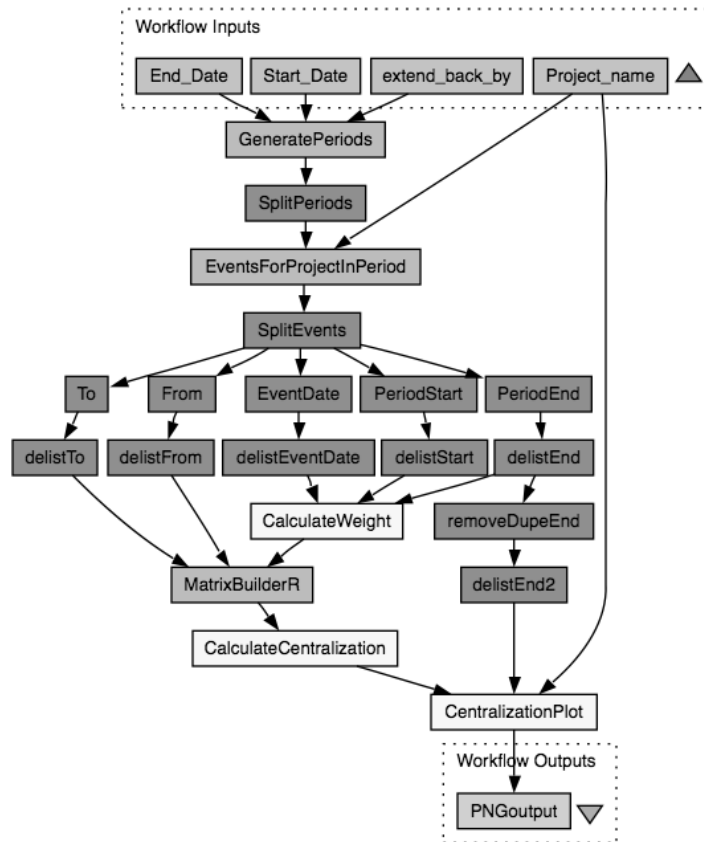 Workflow Inputs
End_Date
Start_Date
extend_back_by
Project_name
GeneratePeriods
SplitPeriods
EventsForProjectInPeriod
SplitEvents
To
From
EventDate
PeriodStart
PeriodEnd
delistTo
delistFrom
delistEventDate
delistStart
delistEnd
CalculateWeight
removeDupeEnd
MatrixBuilderR
delistEnd2
CalculateCentralization
CentralizationPlot
Workflow Outputs
PNGoutput